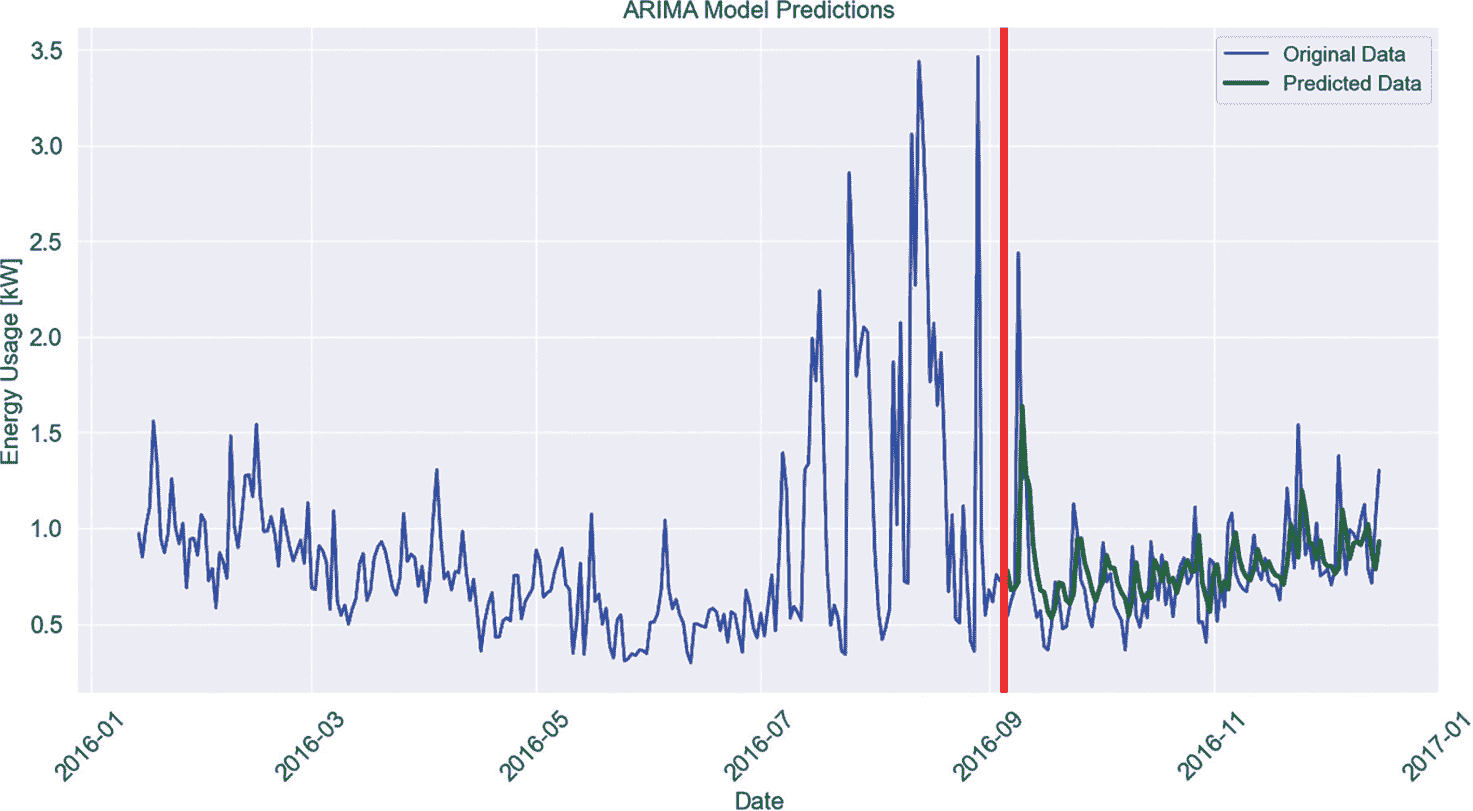 ARIMA Model Predictions
Original Data
Predicted Data
3.5
3.0
2.5
2.0
1.5
1.0
0.5
Energy Usage [kW]
2016-01
2016-03
2016-05
2016-07
2016-09
2016-11
2017-01
Date